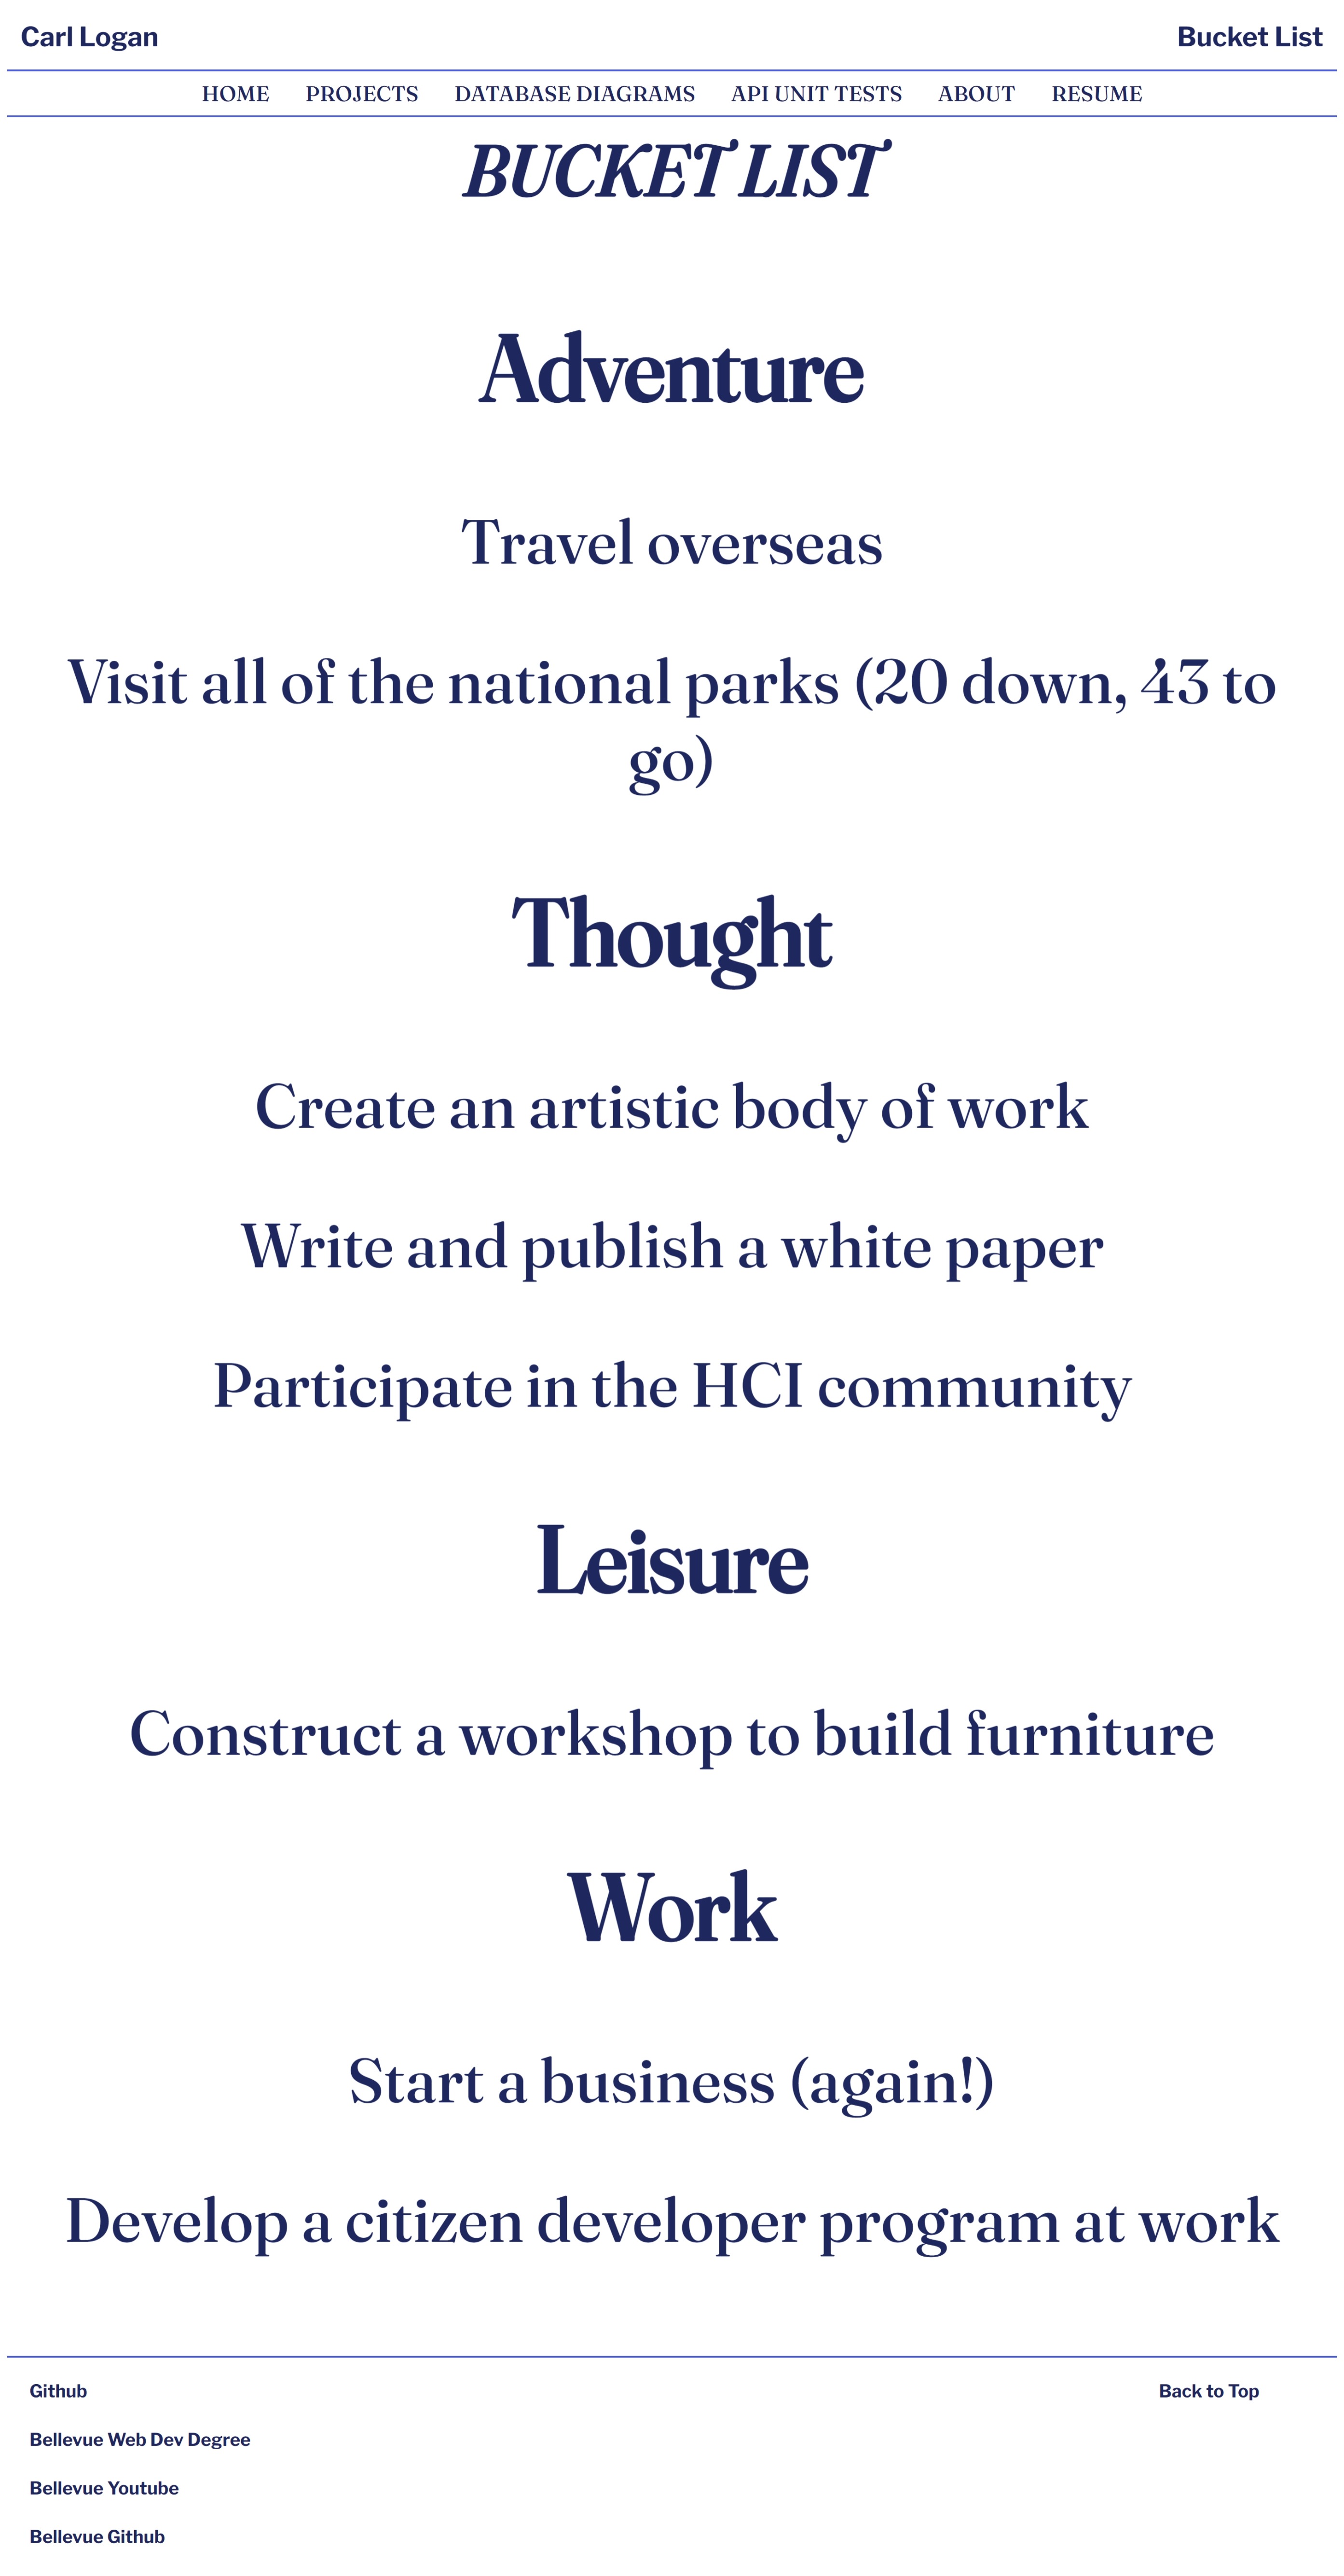 Carl Logan
Bucket List
HOME PROJECTS DATABASE DIAGRAMS API UNIT TESTS ABOUT RESUME
BUCKET LIST
Adventure
Travel overseas
Visit all of the national parks (20 down, 43 to
go)
Thought
Create an artistic body of work
Write and publish a white paper
Participate in the HCI community
Leisure
Construct a workshop to build furniture
Work
Start a business (again!)
Develop a citizen developer program at work
Github
Back to Top
Bellevue Web Dev Degree
Bellevue Youtube
Bellevue Github